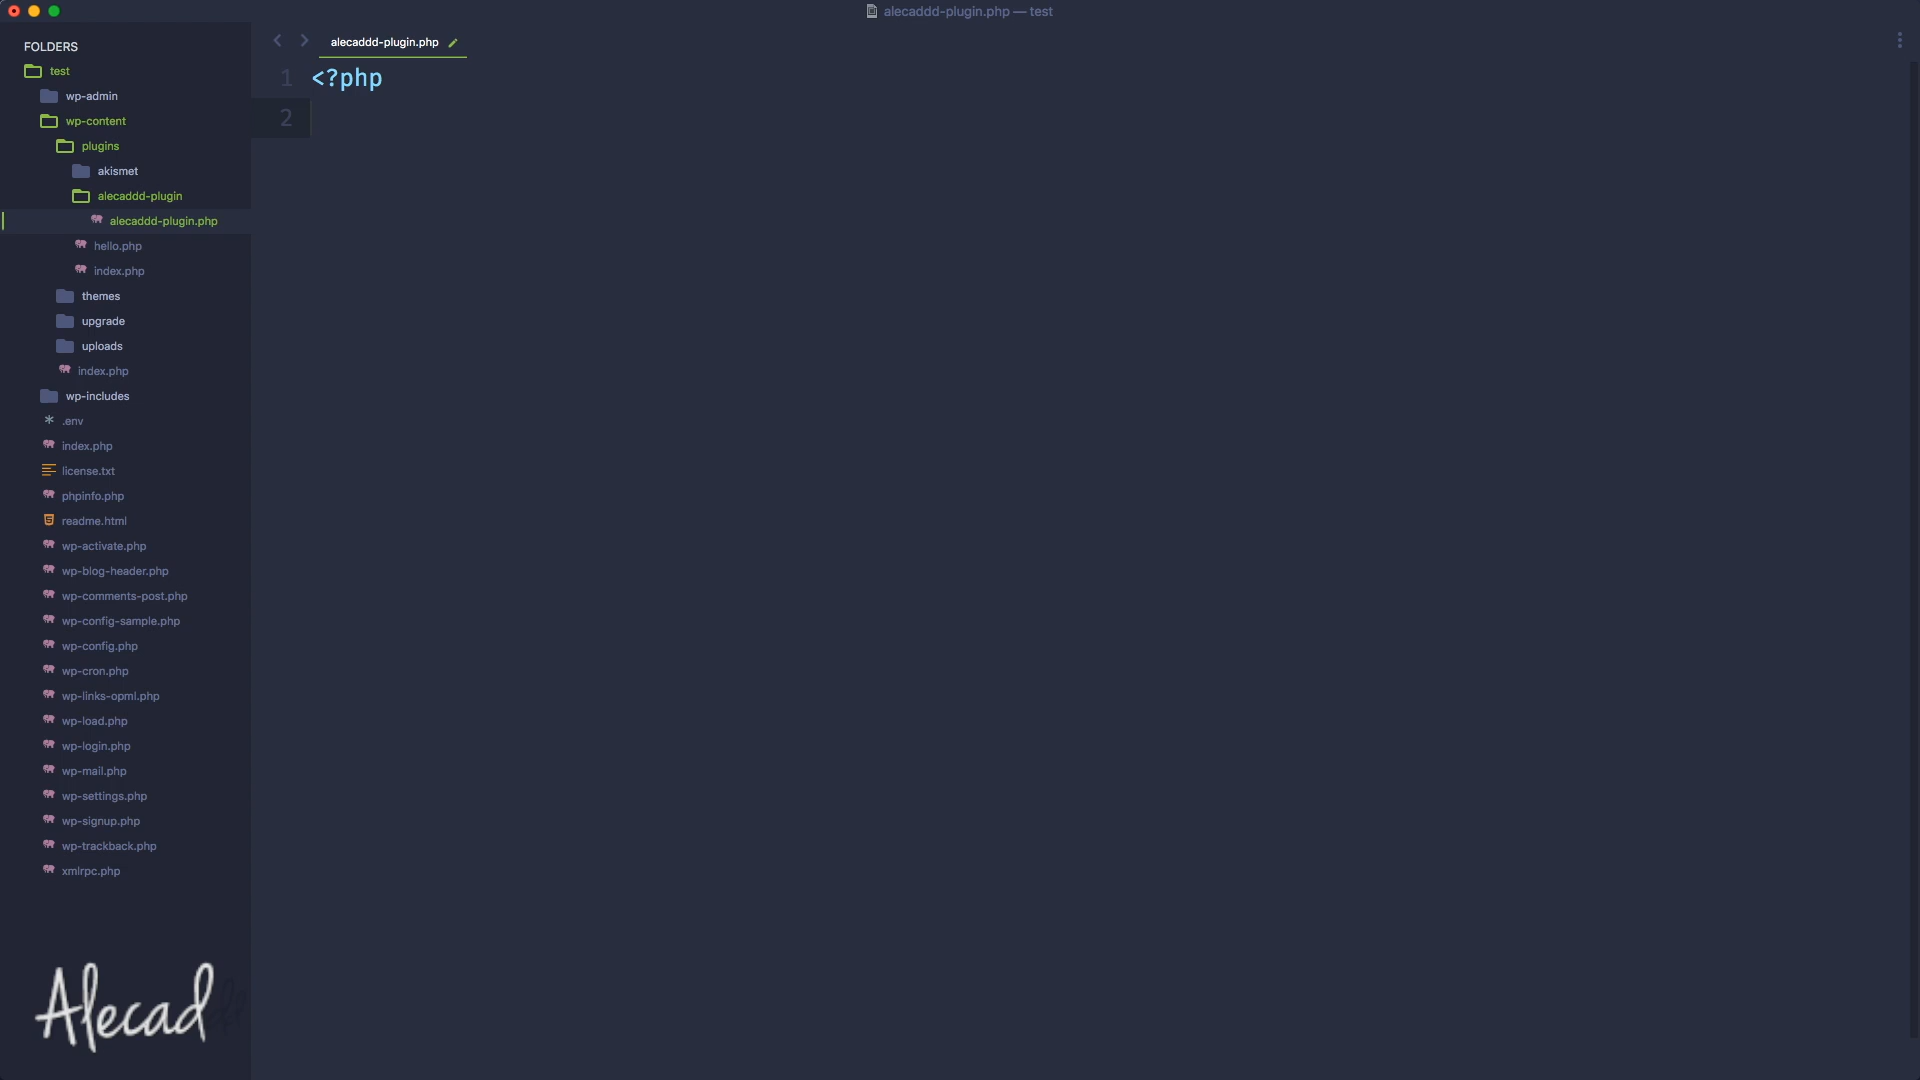 alecaddd-plugin.php — test
FOLDERS
test
wp-admin
wp-content
plugins
akismet
alecaddd-plugin
alecaddd-plugin.php
hello.php
index.php
themes
upgrade
uploads
index.php
wp-includes
.env
index.php
license.txt
phpinfo.php
readme.html
wp-activate.php
wp-blog-header.php
wp-comments-post.php
wp-config-sample.php
wp-config.php
wp-cron.php
wp-links-opml.php
wp-load.php
wp-login.php
wp-mail.php
wp-settings.php
wp-signup.php
wp-trackback.php
xmlrpc.php
alecaddd-plugin.php
1 <?php
2
Alecad